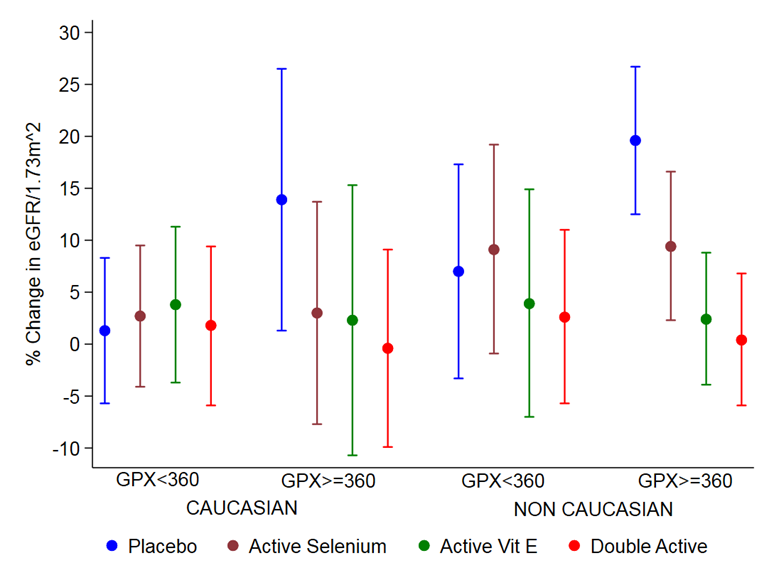 % Change in eGFR/1.73m^2
30
25
20
15
10
5
0
-5
-10
GPX<360 GPX>=360 GPX<360 GPX>=360
CAUCASIAN NON CAUCASIAN
Placebo Active Selenium Active Vit E Double Active